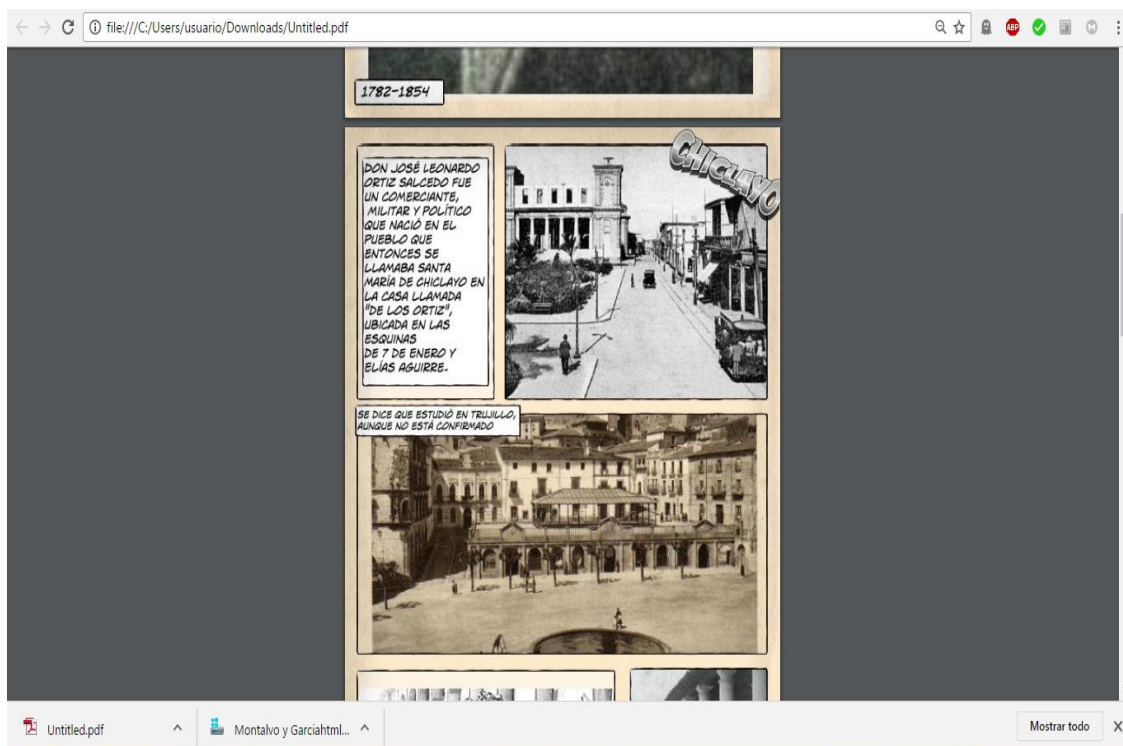 file:///C:/Users/usuario/Downloads/Untitled.pdf
ABP
1782-1854
CHICLAYO
DON JOSÉ LEONARDO
ORTIZ SALCEDO FUE
UN COMERCIANTE,
MILITAR Y POLÍTICO
QUE NACIÓ EN EL
PUEBLO QUE
ENTONCES SE
LLAMABA SANTA
MARÍA DE CHICLAYO EN
LA CASA LLAMADA
"DE LOS ORTIZ",
UBICADA EN LAS
ESQUINAS
DE 7 DE ENERO Y
ELÍAS AGUIRRE.
SE DICE QUE ESTUDIÓ EN TRUJILLO,
AUNQUE NO ESTÁ CONFIRMADO
Untitled.pdf
Montalvo y Garciahtml...
Mostrar todo